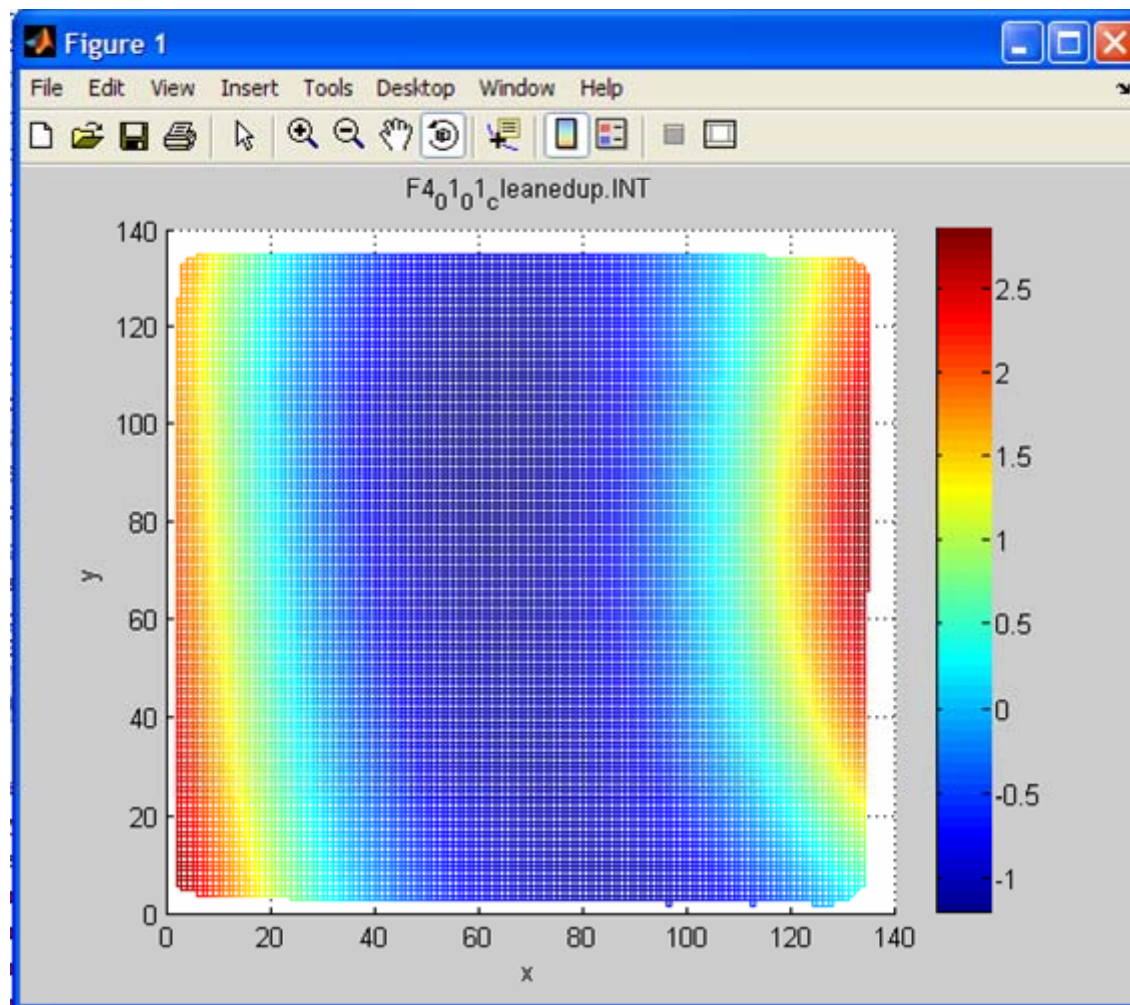 Figure 1
File Edit View Insert Tools Desktop Window Help
F4₀1₀1_cleanedup.INT
140
120
100
80
60
40
20
0
y
0 20 40 60 80 100 120 140
x
2.5
2
1.5
1
0.5
0
-0.5
-1